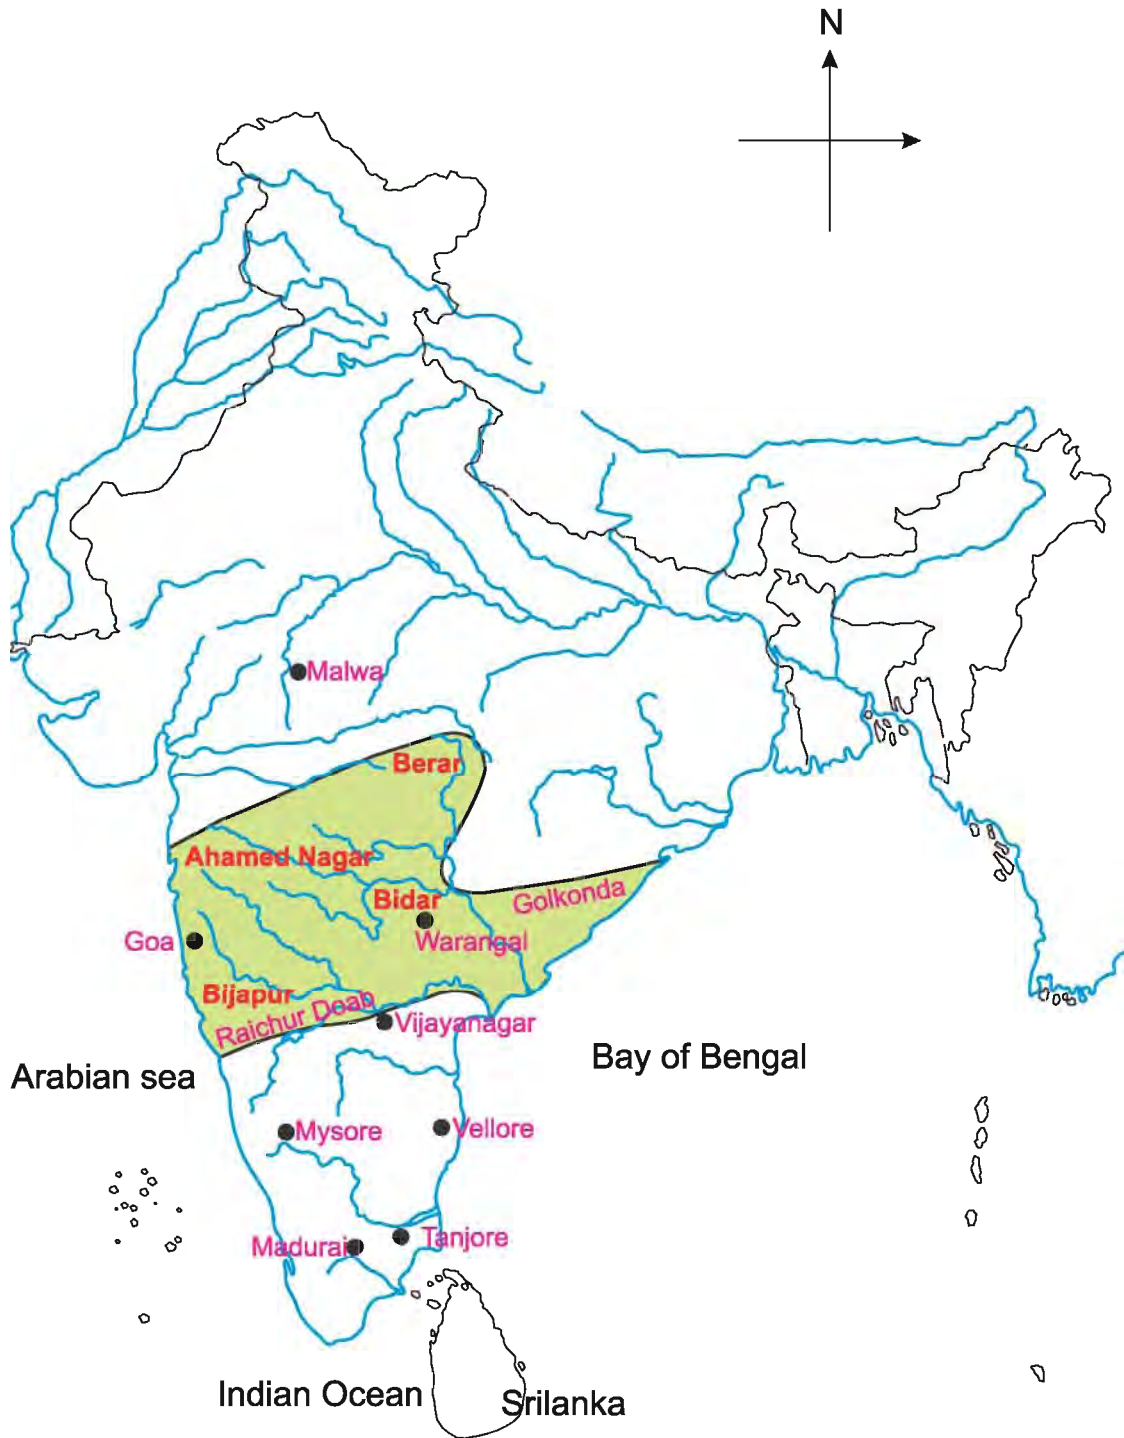 N
Malwa
Berar
Ahamed Nagar
Bidar
Golkonda
Goa
Warangal
Bijapur
Raichur Doab
Vijayanagar
Bay of Bengal
Arabian sea
Mysore
Vellore
Madurai
Tanjore
Indian Ocean
Srilanka